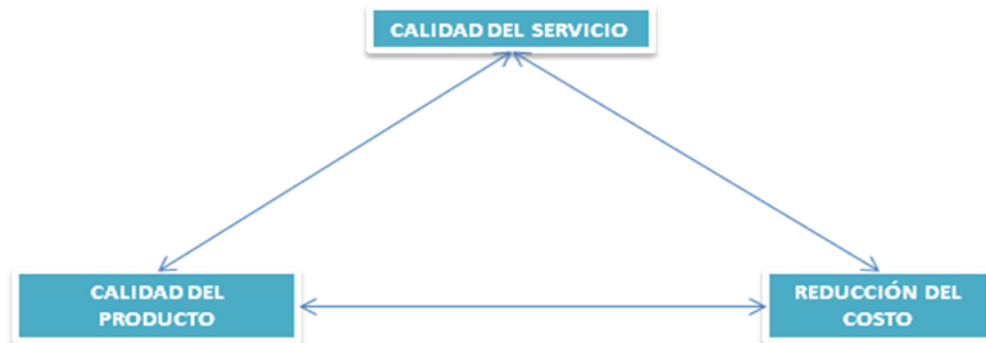 CALIDAD DEL SERVICIO
CALIDAD DEL
PRODUCTO
REDUCCIÓN DEL
COSTO